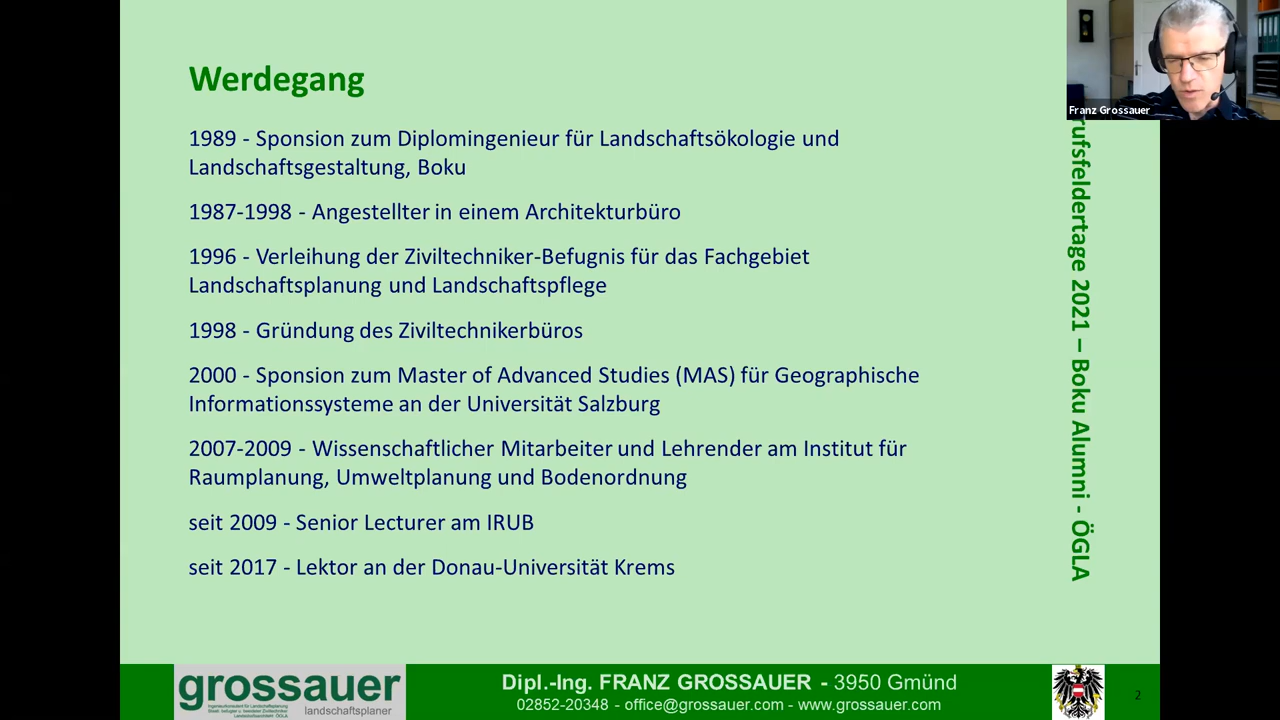 Werdegang
1989 - Sponsion zum Diplomingenieur für Landschaftsökologie und
Landschaftsgestaltung, Boku
1987-1998 - Angestellter in einem Architekturbüro
1996 - Verleihung der Ziviltechniker-Befugnis für das Fachgebiet
Landschaftsplanung und Landschaftspflege
1998 - Gründung des Ziviltechnikerbüros
2000 - Sponsion zum Master of Advanced Studies (MAS) für Geographische
Informationssysteme an der Universität Salzburg
2007-2009 - Wissenschaftlicher Mitarbeiter und Lehrender am Institut für
Raumplanung, Umweltplanung und Bodenordnung
seit 2009 - Senior Lecturer am IRUB
seit 2017 - Lektor an der Donau-Universität Krems
Franz Grossauer
rufsfeldertage 2021 – Boku Alumni - ÖGLA
grossauer
landschaftsplaner
Dipl.-Ing. FRANZ GROSSAUER - 3950 Gmünd
02852-20348 - office@grossauer.com - www.grossauer.com
2